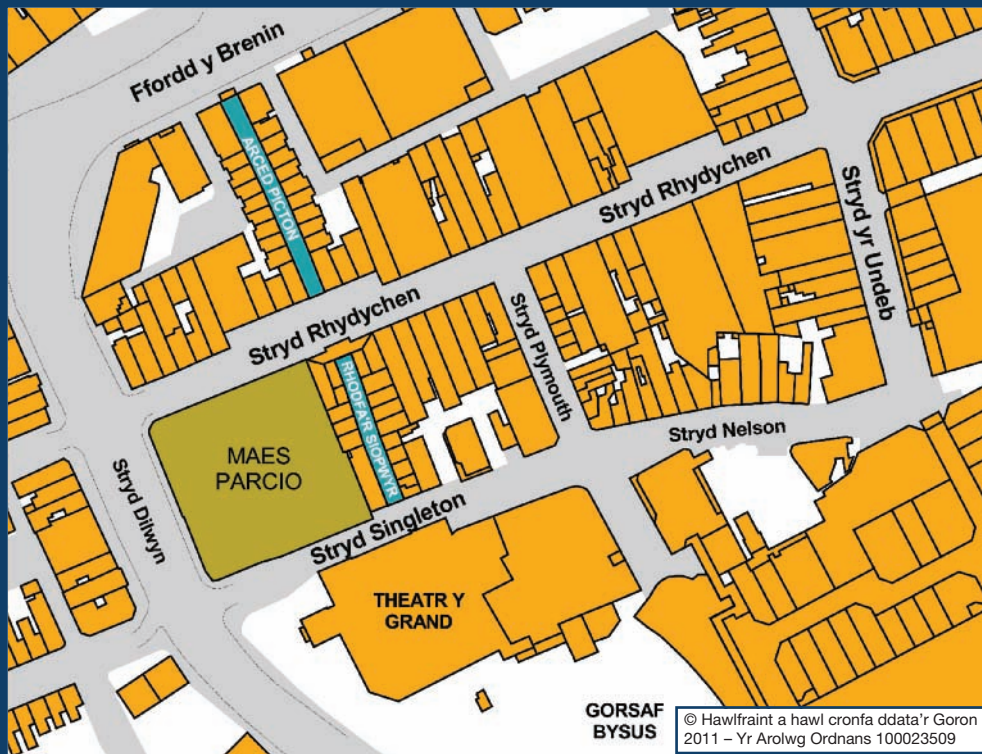 Ffordd y Brenin
ARCED PICTON
Stryd Rhydychen
Stryd yr Undeb
Stryd Rhydychen
Stryd Plymouth
RHODFA'R SIOPWYR
Stryd Nelson
MAES
PARCIO
Stryd Dilwyn
Stryd Singleton
THEATR Y
GRAND
GORSAF
BYSUS
© Hawlfraint a hawl cronfa ddata'r Goron
2011 – Yr Arolwg Ordnans 100023509